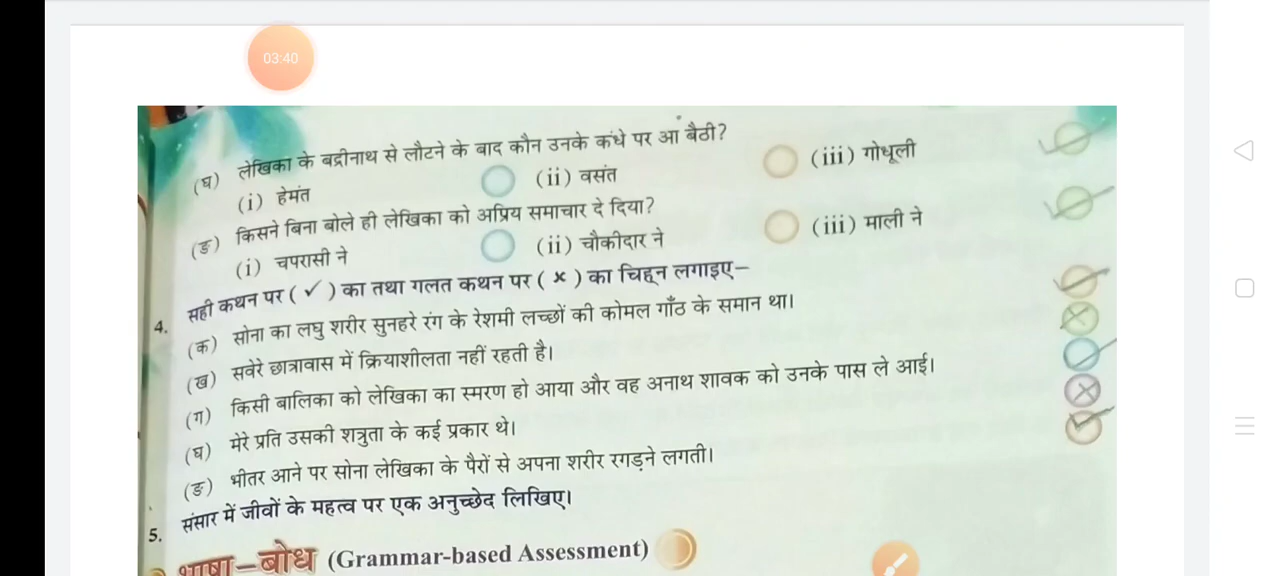 03:40
(घ) लेखिका के बद्रीनाथ से लौटने के बाद कौन उनके कंधे पर आ बैठी?
(i) हेमंत (ii) वसंत (iii) गोधूली
(ङ) किसने बिना बोले ही लेखिका को अप्रिय समाचार दे दिया?
(i) चपरासी ने (ii) चौकीदार ने (iii) माली ने
4. सही कथन पर ( ✓ ) का तथा गलत कथन पर ( × ) का चिह्न लगाइए–
(क) सोना का लघु शरीर सुनहरे रंग के रेशमी लच्छों की कोमल गाँठ के समान था।
(ख) सवेरे छात्रावास में क्रियाशीलता नहीं रहती है।
(ग) किसी बालिका को लेखिका का स्मरण हो आया और वह अनाथ शावक को उनके पास ले आई।
(घ) मेरे प्रति उसकी शत्रुता के कई प्रकार थे।
(ङ) भीतर आने पर सोना लेखिका के पैरों से अपना शरीर रगड़ने लगती।
5. संसार में जीवों के महत्व पर एक अनुच्छेद लिखिए।
भाषा–बोध (Grammar-based Assessment)